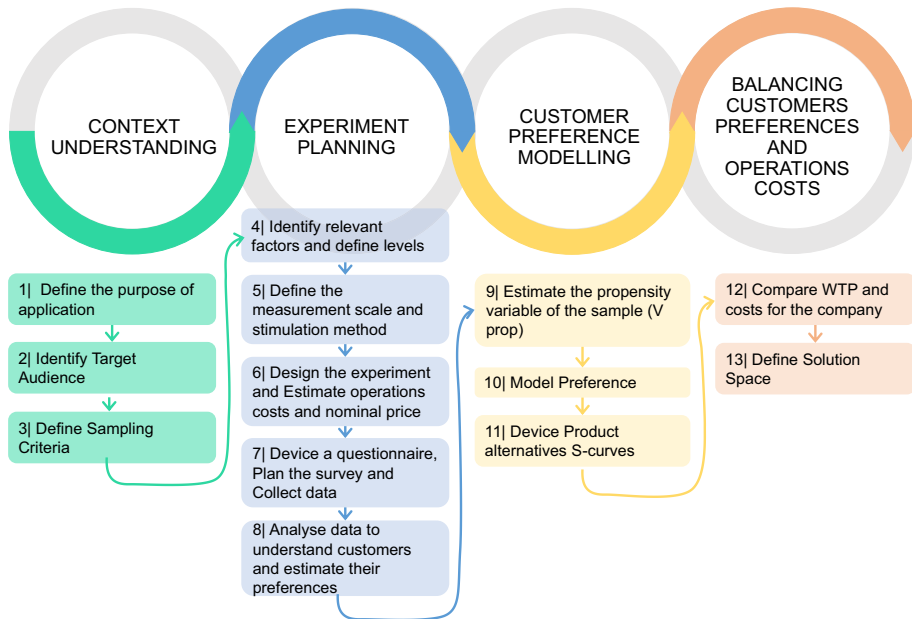 CONTEXT
UNDERSTANDING
EXPERIMENT
PLANNING
CUSTOMER
PREFERENCE
MODELLING
BALANCING
CUSTOMERS
PREFERENCES
AND
OPERATIONS
COSTS
1| Define the purpose of
application
2| Identify Target
Audience
3| Define Sampling
Criteria
4| Identify relevant
factors and define levels
5| Define the
measurement scale and
stimulation method
6| Design the experiment
and Estimate operations
costs and nominal price
7| Device a questionnaire,
Plan the survey and
Collect data
8| Analyse data to
understand customers
and estimate their
preferences
9| Estimate the propensity
variable of the sample (V
prop)
10| Model Preference
11| Device Product
alternatives S-curves
12| Compare WTP and
costs for the company
13| Define Solution
Space